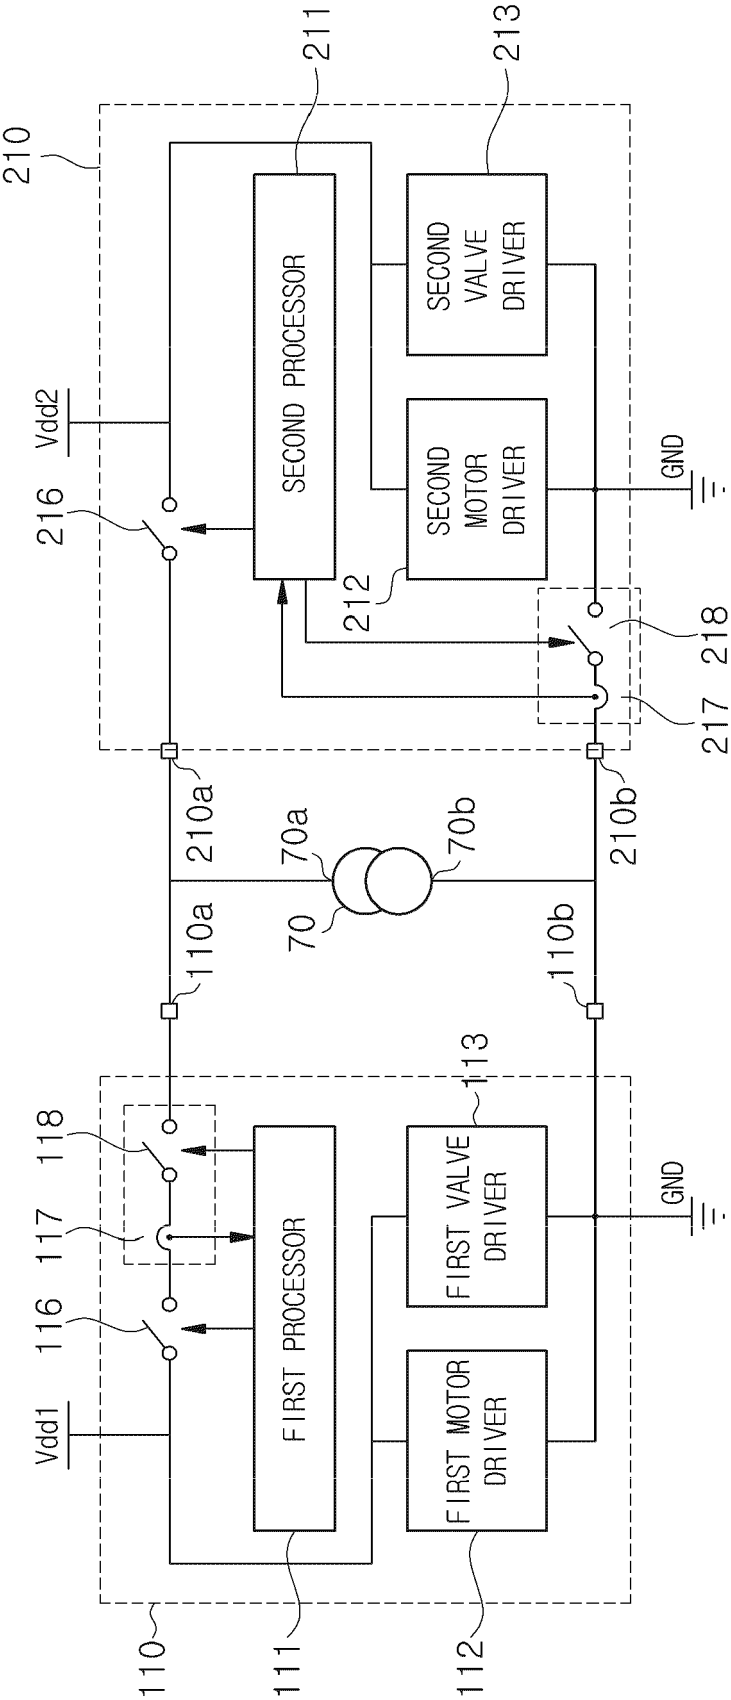 110
Vdd1
116
117
118
111
FIRST PROCESSOR
112
FIRST MOTOR
DRIVER
113
FIRST VALVE
DRIVER
GND
110a
110b
70
70a
70b
210a
210b
210
216
Vdd2
211
SECOND PROCESSOR
212
SECOND
MOTOR
DRIVER
213
SECOND
VALVE
DRIVER
217
218
GND